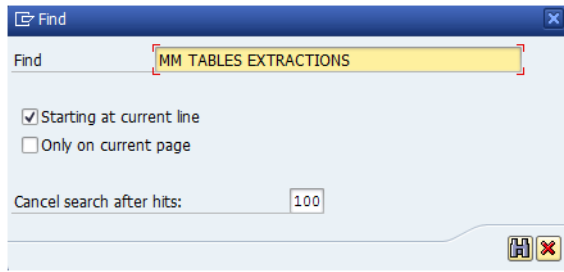 Find
Find MM TABLES EXTRACTIONS
Starting at current line
Only on current page
Cancel search after hits: 100